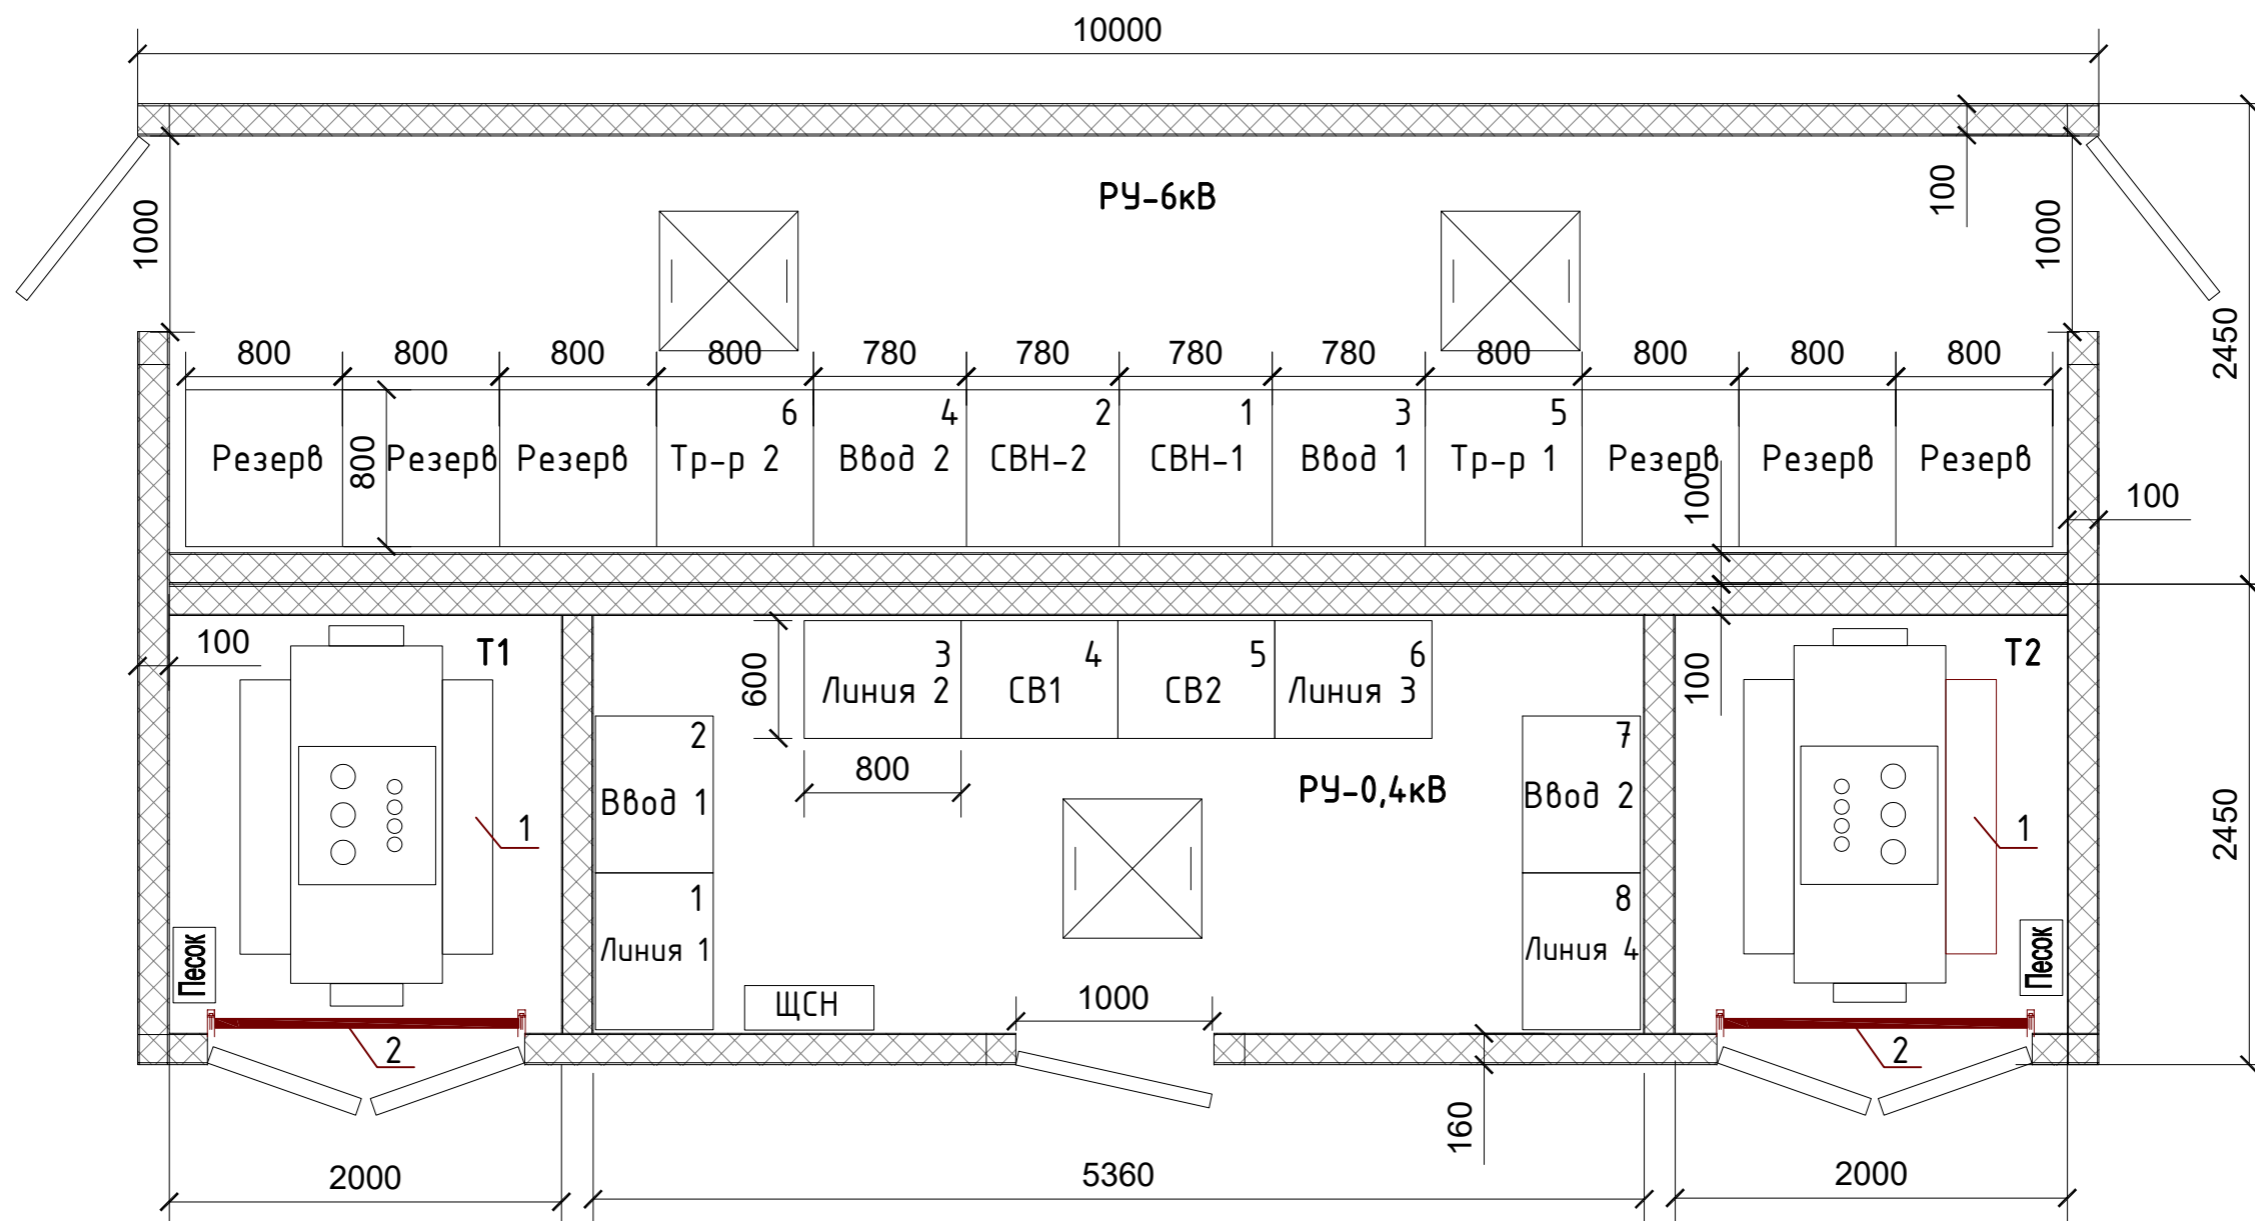 10000
РУ-6кВ
100
1000
1000
2450
800
800
800
800
780
780
780
780
800
800
800
800
6
4
2
1
3
5
Резерв
800
Резерв
Резерв
Тр-р 2
Ввод 2
СВН-2
СВН-1
Ввод 1
Тр-р 1
Резерв
Резерв
Резерв
100
100
100
Т1
600
3
Линия 2
4
СВ1
5
СВ2
6
Линия 3
100
Т2
2
Ввод 1
800
РУ-0,4кВ
7
Ввод 2
1
1
2450
1
Линия 1
8
Линия 4
Песок
Песок
ЩСН
1000
2
2
160
2000
5360
2000